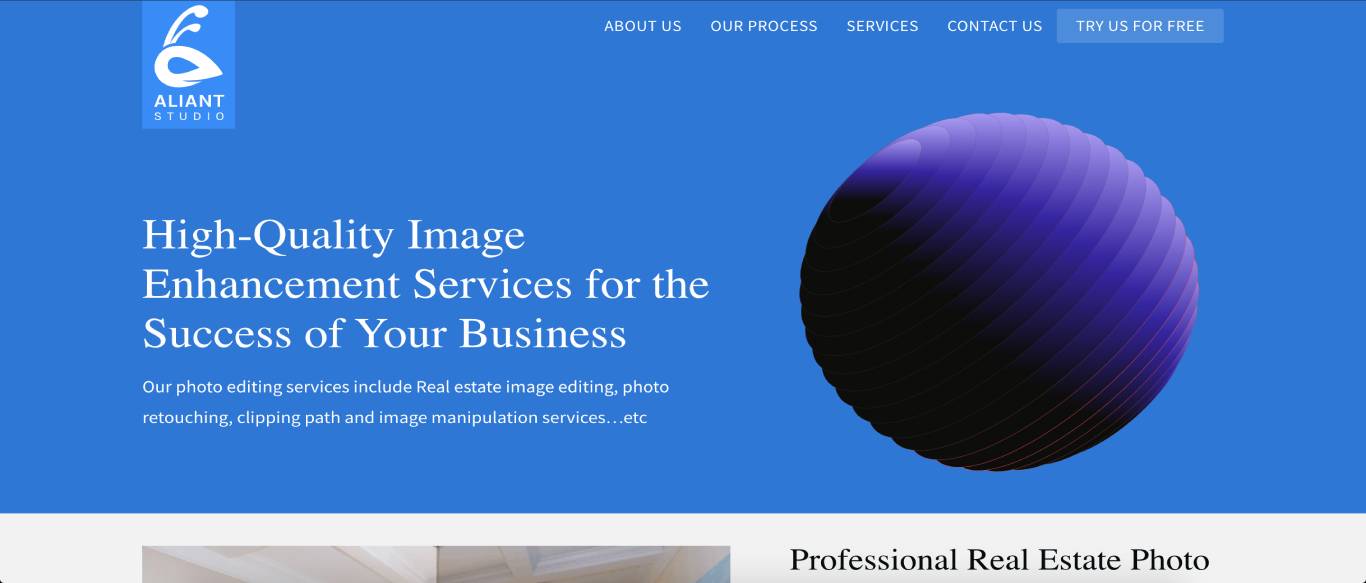 ALIANT
STUDIO
ABOUT US
OUR PROCESS
SERVICES
CONTACT US
TRY US FOR FREE
High-Quality Image
Enhancement Services for the
Success of Your Business
Our photo editing services include Real estate image editing, photo
retouching, clipping path and image manipulation services...etc
Professional Real Estate Photo